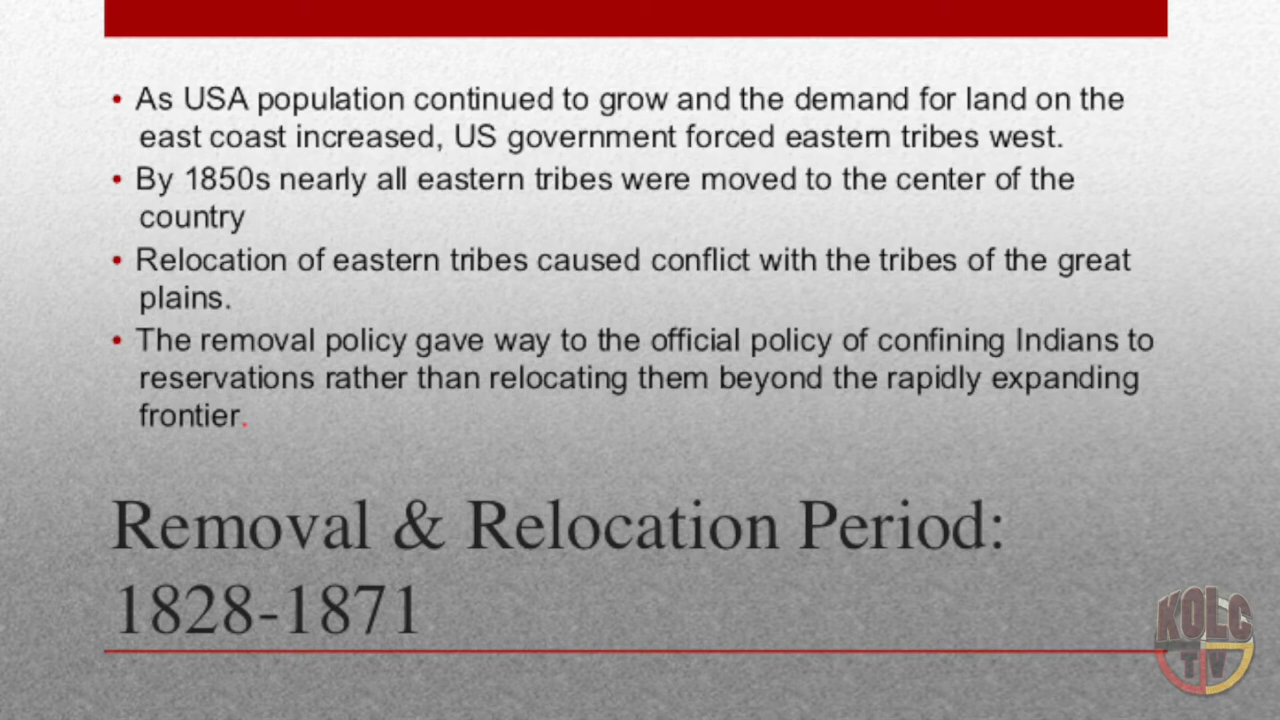 • As USA population continued to grow and the demand for land on the
east coast increased, US government forced eastern tribes west.
• By 1850s nearly all eastern tribes were moved to the center of the
country
• Relocation of eastern tribes caused conflict with the tribes of the great
plains.
• The removal policy gave way to the official policy of confining Indians to
reservations rather than relocating them beyond the rapidly expanding
frontier.
Removal & Relocation Period:
1828-1871
KOLC
TV